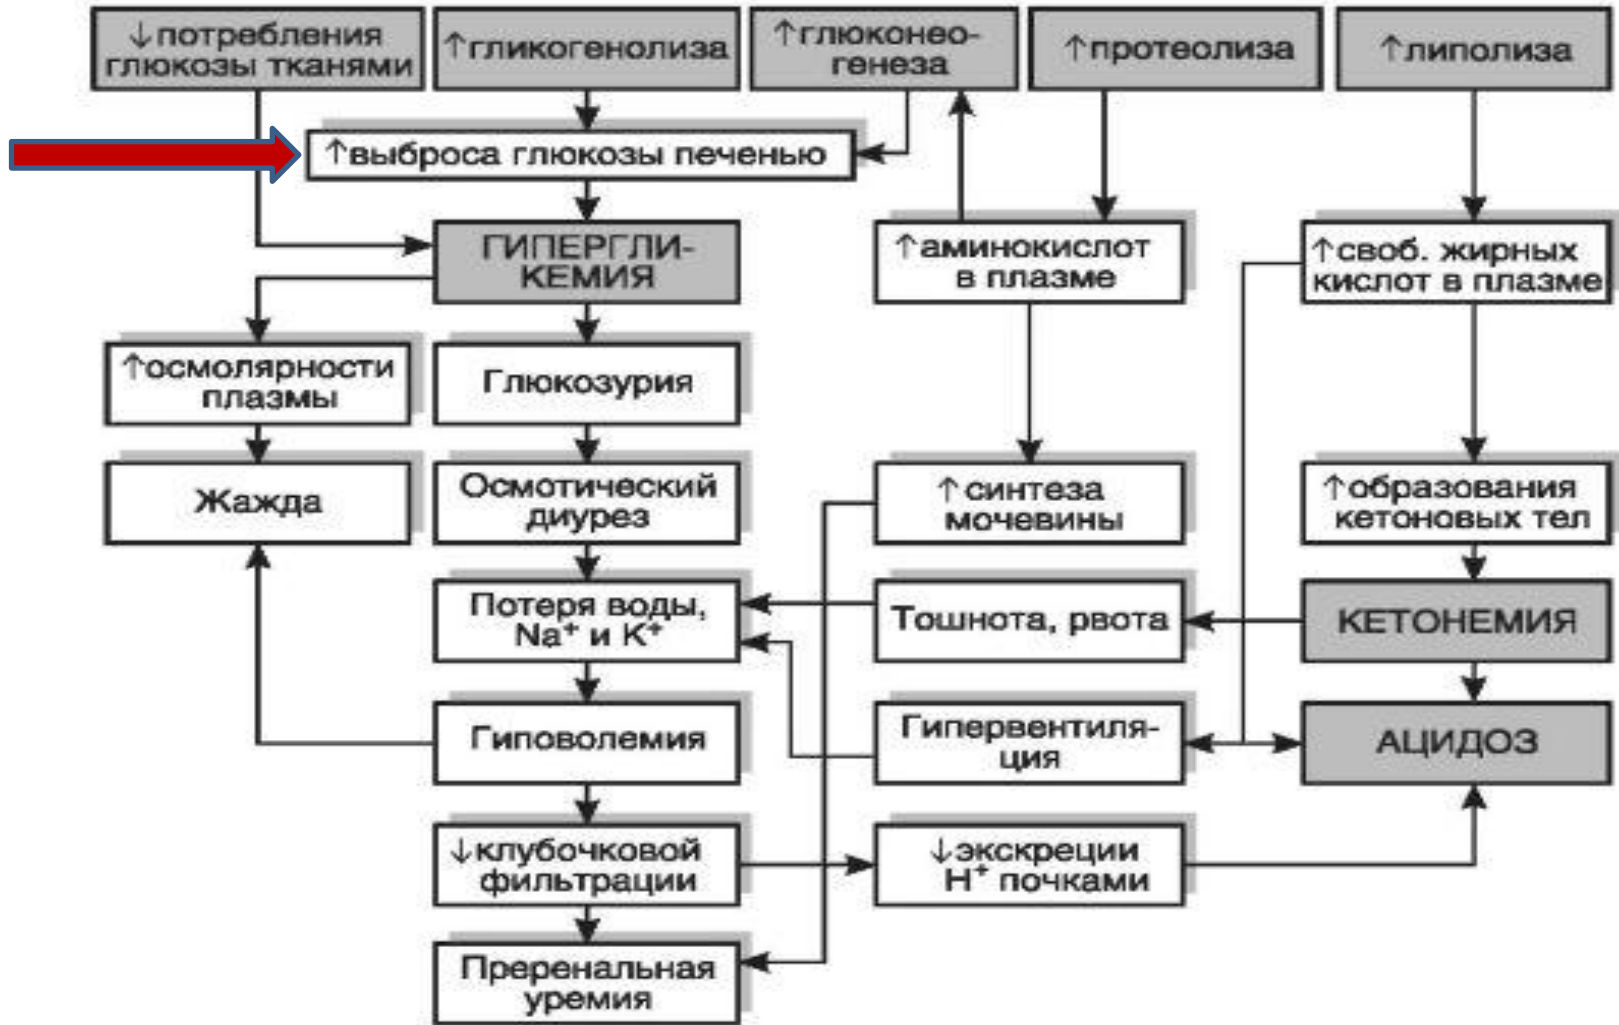 ↓потребления
глюкозы тканями
↑гликогенолиза
↑глюконео-
генеза
↑протеолиза
↑липолиза
↑выброса глюкозы печенью
ГИПЕРГЛИ-
КЕМИЯ
↑аминокислот
в плазме
↑своб. жирных
кислот в плазме
↑осмолярности
плазмы
Глюкозурия
Жажда
Осмотический
диурез
↑синтеза
мочевины
↑образования
кетоновых тел
Потеря воды,
Na⁺ и K⁺
Тошнота, рвота
КЕТОНЕМИЯ
Гиповолемия
Гипервентиля-
ция
АЦИДОЗ
↓клубочковой
фильтрации
↓экскреции
H⁺ почками
Преренальная
уремия